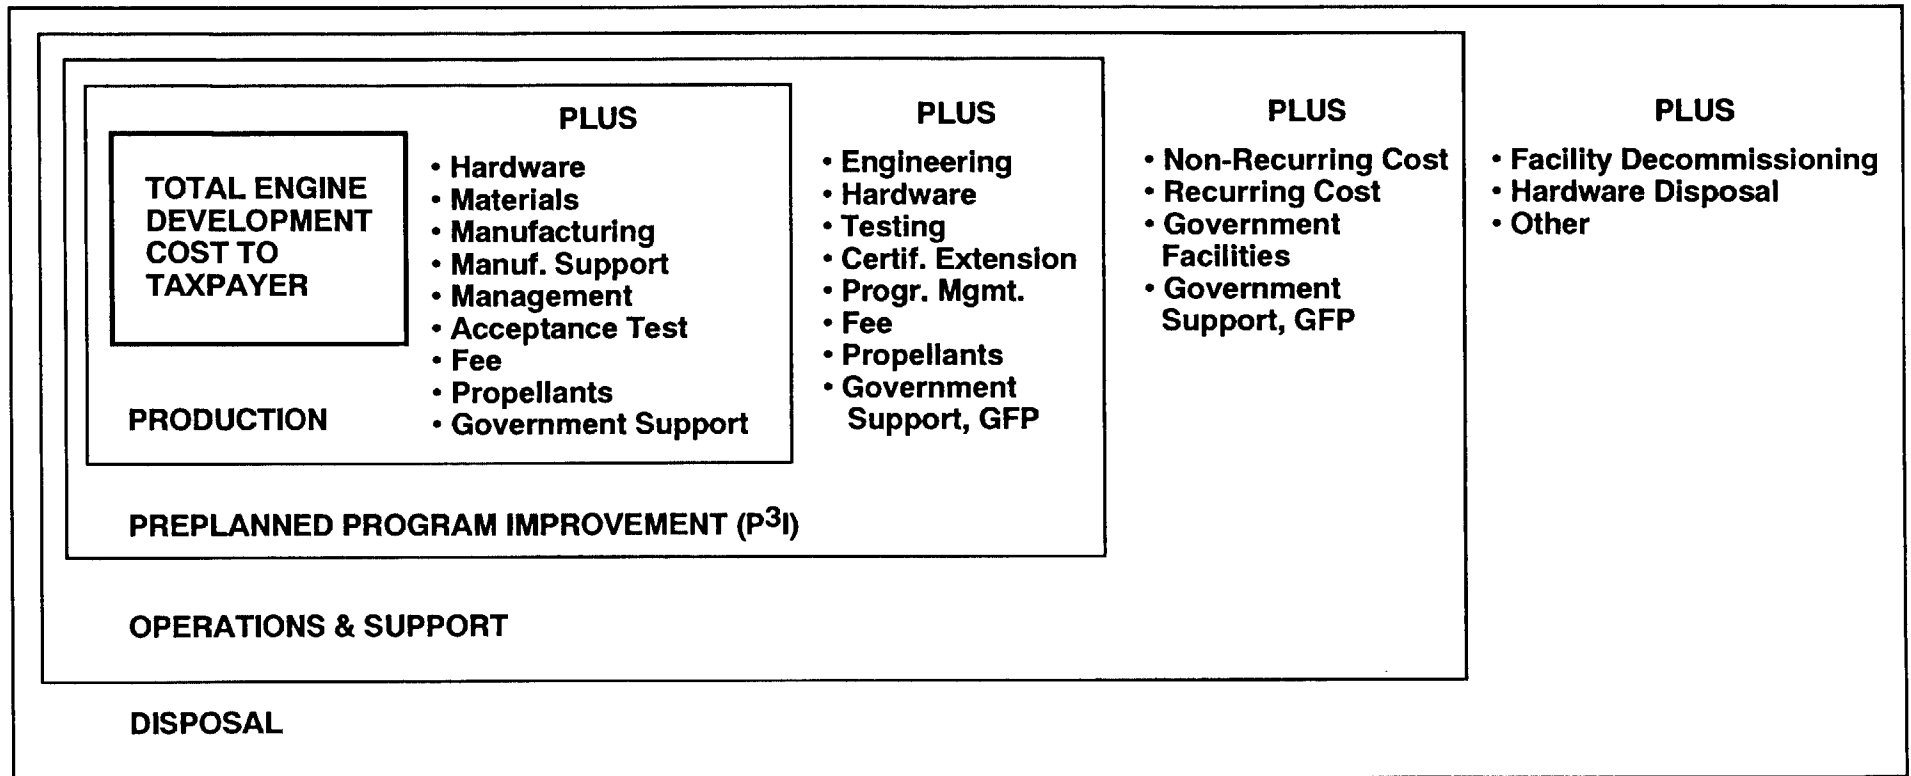 TOTAL ENGINE
DEVELOPMENT
COST TO
TAXPAYER
PRODUCTION
PLUS
• Hardware
• Materials
• Manufacturing
• Manuf. Support
• Management
• Acceptance Test
• Fee
• Propellants
• Government Support
PREPLANNED PROGRAM IMPROVEMENT (P³I)
PLUS
• Engineering
• Hardware
• Testing
• Certif. Extension
• Progr. Mgmt.
• Fee
• Propellants
• Government
Support, GFP
OPERATIONS & SUPPORT
PLUS
• Non-Recurring Cost
• Recurring Cost
• Government
Facilities
• Government
Support, GFP
DISPOSAL
PLUS
• Facility Decommissioning
• Hardware Disposal
• Other